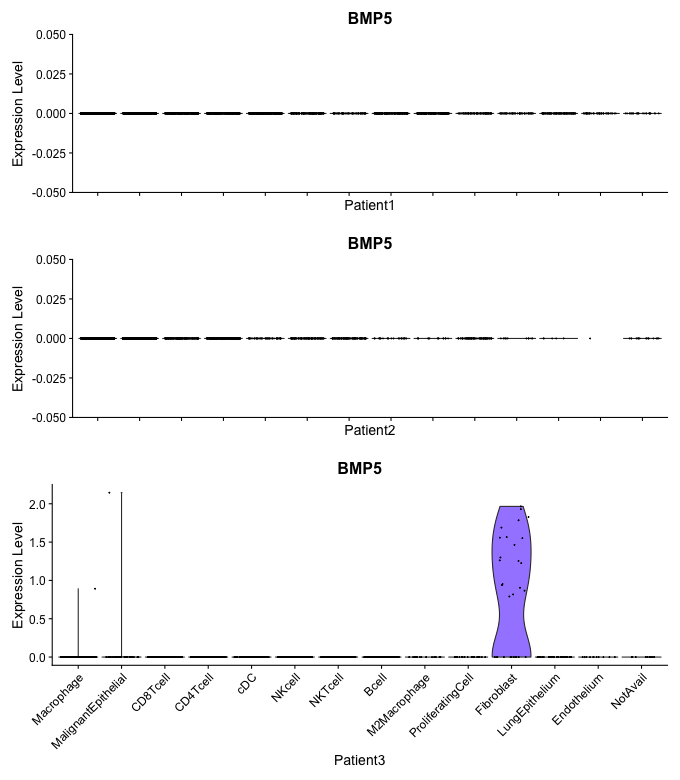 BMP5
Expression Level
0.050
0.025
0.000
-0.025
-0.050
Patient1
BMP5
Expression Level
0.050
0.025
0.000
-0.025
-0.050
Patient2
BMP5
Expression Level
2.0
1.5
1.0
0.5
0.0
Macrophage
MalignantEpithelial
CD8Tcell
CD4Tcell
cDC
NKcell
NKTcell
Bcell
M2Macrophage
ProliferatingCell
Fibroblast
LungEpithelium
Endothelium
NotAvail
Patient3